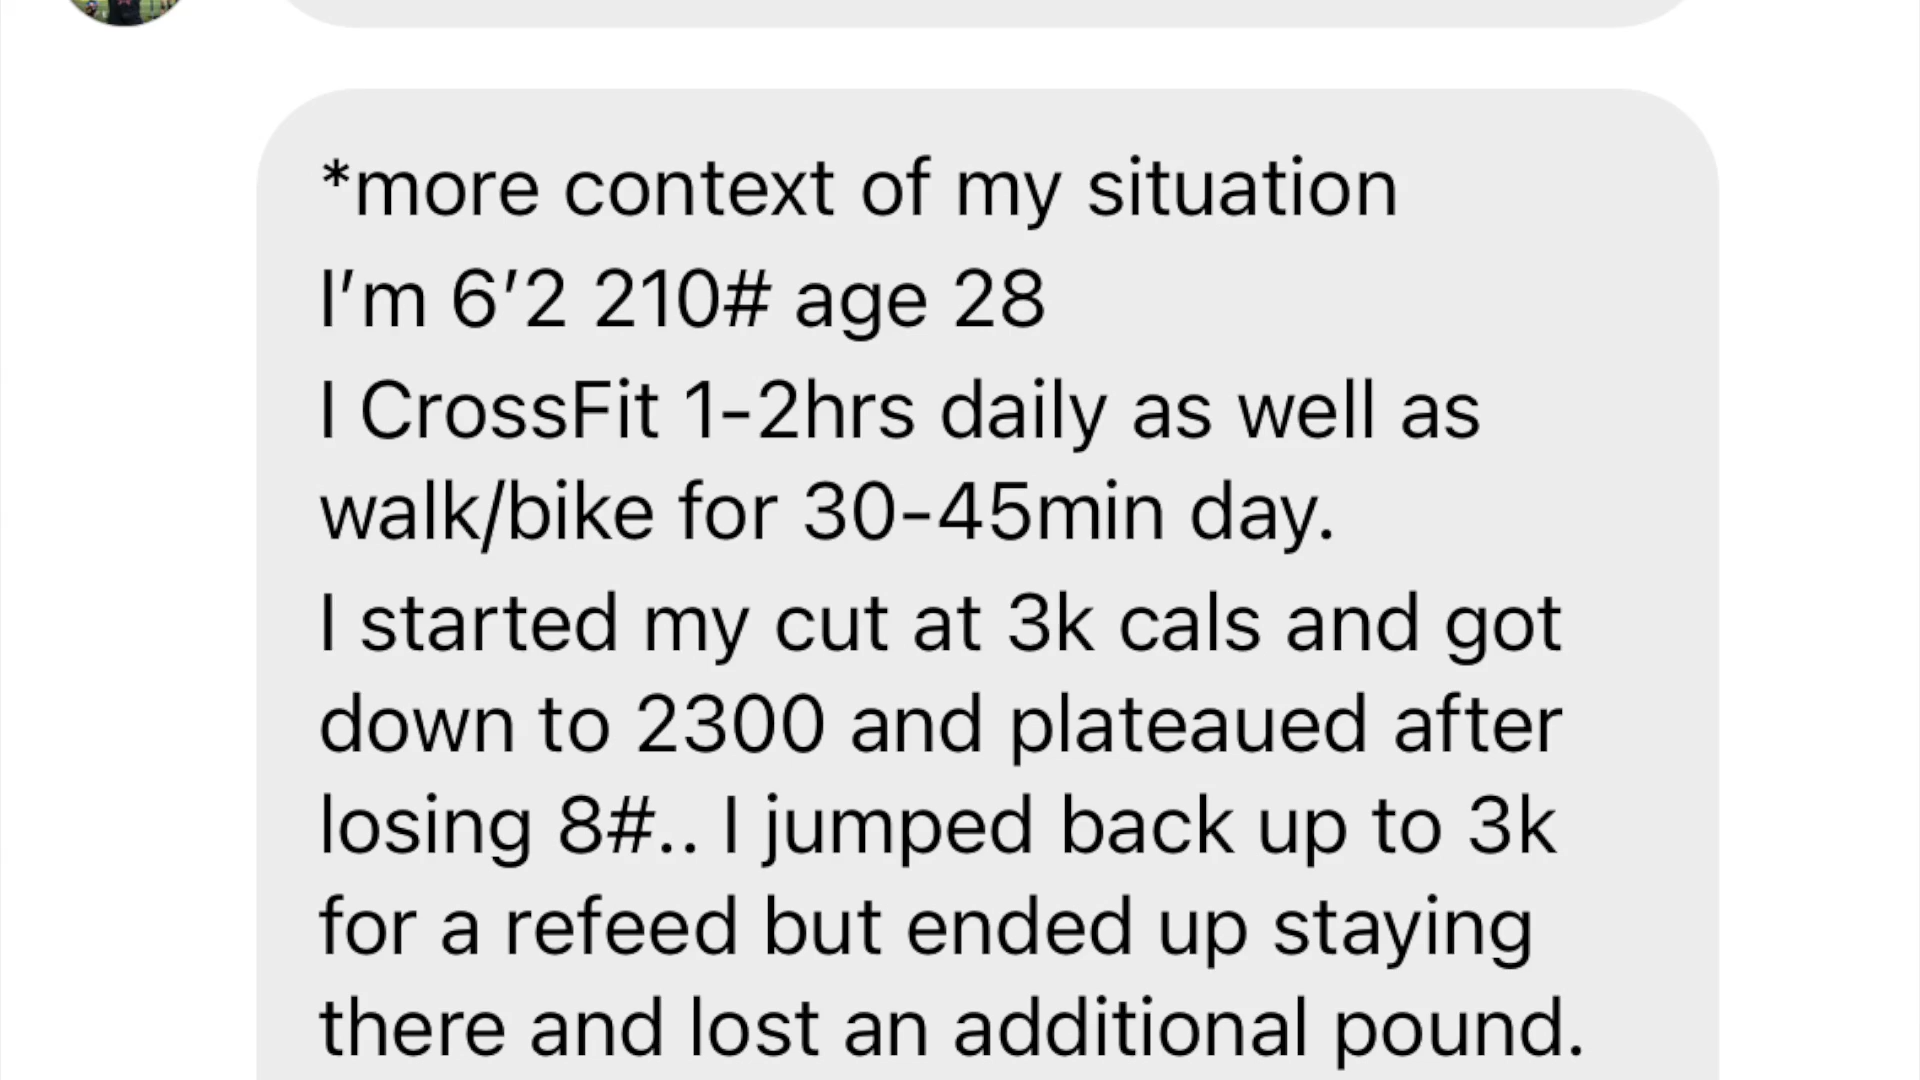 *more context of my situation
I’m 6’2 210# age 28
I CrossFit 1-2hrs daily as well as
walk/bike for 30-45min day.
I started my cut at 3k cals and got
down to 2300 and plateaued after
losing 8#.. I jumped back up to 3k
for a refeed but ended up staying
there and lost an additional pound.